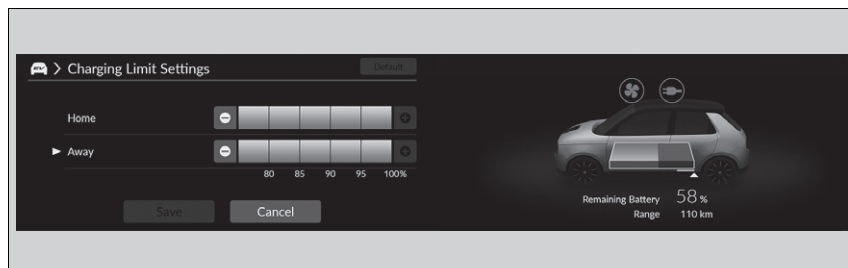 Charging Limit Settings
Default
Home
Away
80 85 90 95 100%
Save
Cancel
Remaining Battery 58 %
Range 110 km